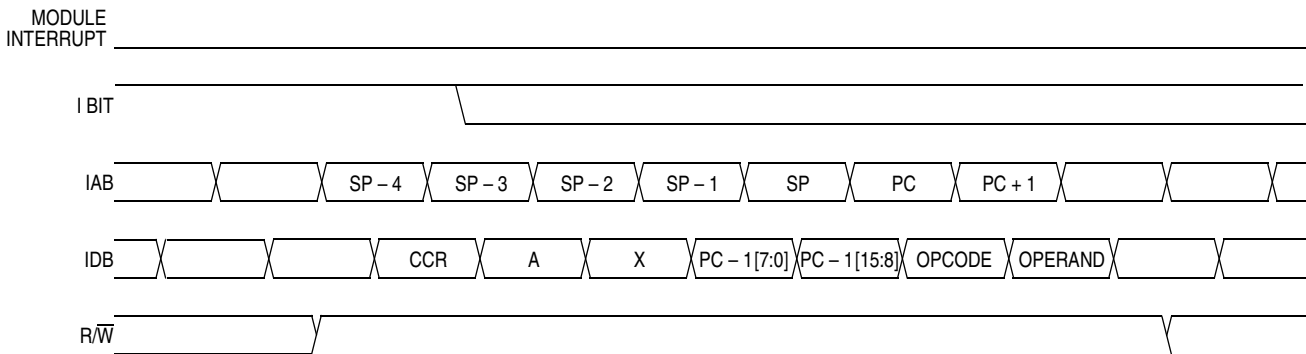 MODULE
INTERRUPT
I BIT
IAB SP – 4 SP – 3 SP – 2 SP – 1 SP PC PC + 1
IDB CCR A X PC – 1[7:0] PC – 1[15:8] OPCODE OPERAND
R/W̅